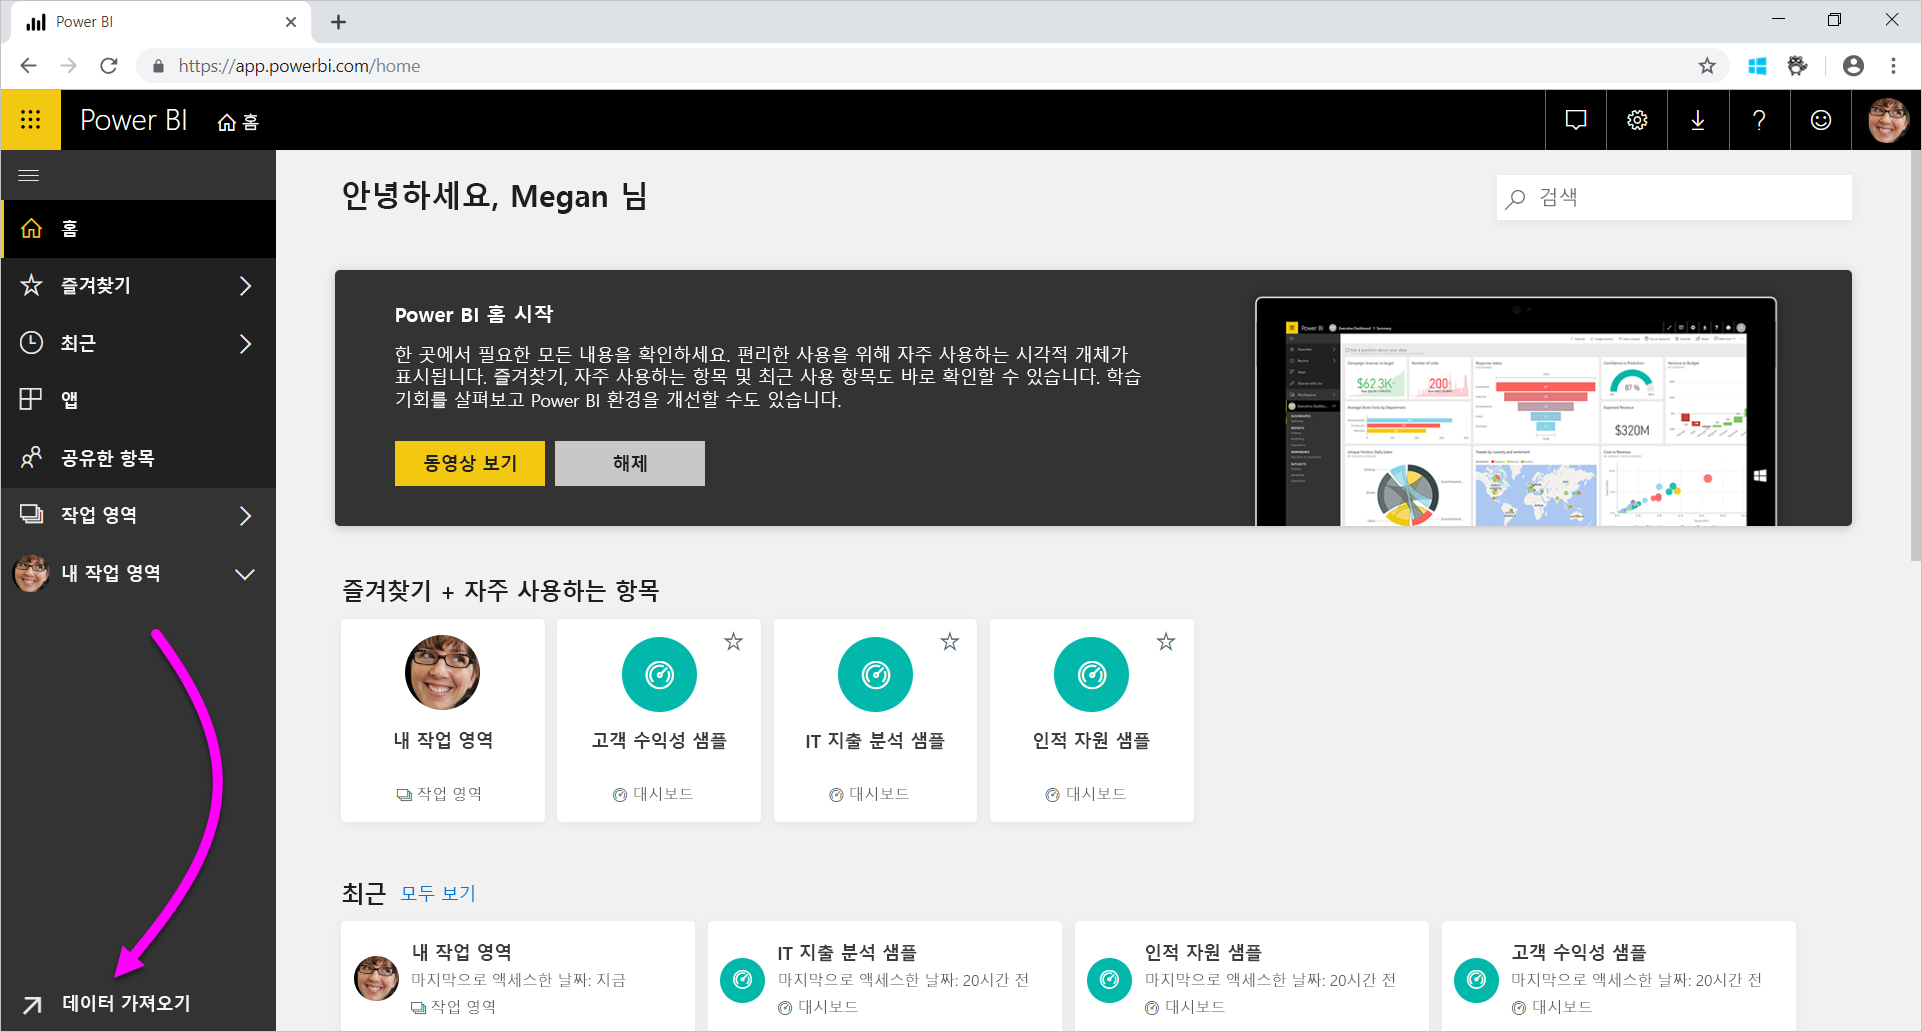 Power BI
https://app.powerbi.com/home
Power BI 홈
안녕하세요, Megan 님
검색
홈
즐겨찾기
최근
앱
공유한 항목
작업 영역
내 작업 영역
데이터 가져오기
Power BI 홈 시작
한 곳에서 필요한 모든 내용을 확인하세요. 편리한 사용을 위해 자주 사용하는 시각적 개체가
표시됩니다. 즐겨찾기, 자주 사용하는 항목 및 최근 사용 항목도 바로 확인할 수 있습니다. 학습
기회를 살펴보고 Power BI 환경을 개선할 수도 있습니다.
동영상 보기
해제
Power BI
$62.3K
200
87 %
$320M
즐겨찾기 + 자주 사용하는 항목
내 작업 영역
작업 영역
고객 수익성 샘플
대시보드
IT 지출 분석 샘플
대시보드
인적 자원 샘플
대시보드
최근 모두 보기
내 작업 영역
마지막으로 액세스한 날짜: 지금
작업 영역
IT 지출 분석 샘플
마지막으로 액세스한 날짜: 20시간 전
대시보드
인적 자원 샘플
마지막으로 액세스한 날짜: 20시간 전
대시보드
고객 수익성 샘플
마지막으로 액세스한 날짜: 20시간 전
대시보드